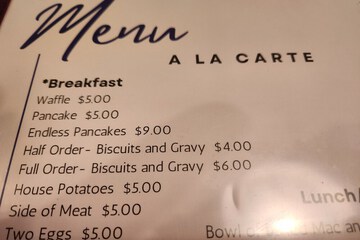 Menu
A LA CARTE
*Breakfast
Waffle $5.00
Pancake $5.00
Endless Pancakes $9.00
Half Order- Biscuits and Gravy $4.00
Full Order- Biscuits and Gravy $6.00
House Potatoes $5.00
Side of Meat $5.00
Two Eggs $5.00
Lunch/
Bowl Mac an